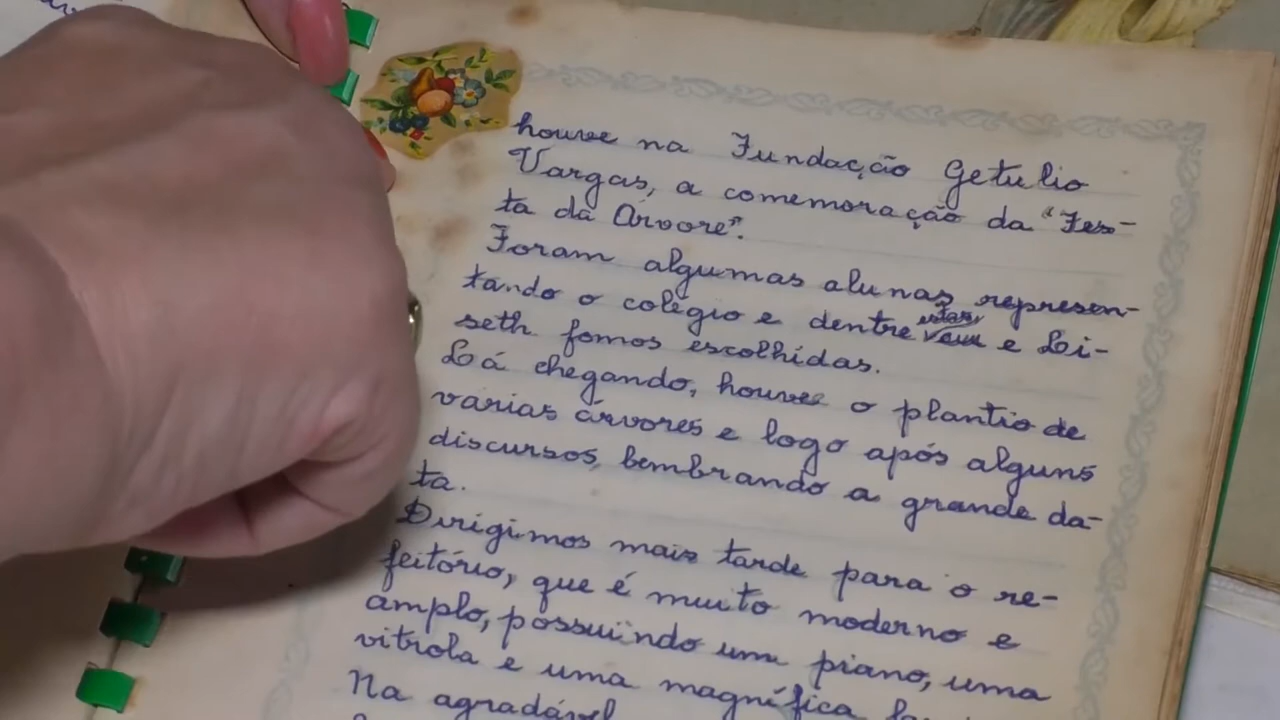 houve na Fundação Getulio
Vargas, a comemoração da "Fes-
ta da Árvore".
Foram algumas alunas represen-
tando o colégio e dentre estas eu e Li-
seth fomos escolhidas.
Lá chegando, houve o plantio de
varias árvores e logo após alguns
discursos, lembrando a grande da-
ta.
Dirigimos mais tarde para o re-
feitório, que é muito moderno e
amplo, possuindo um piano, uma
vitrola e uma magnífica
Na agradável